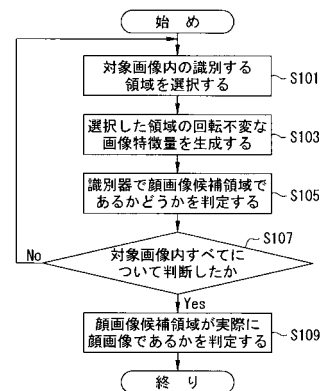 始 め
対象画像内の識別する
領域を選択する
S101
選択した領域の回転不変な
画像特徴量を生成する
S103
識別器で顔画像候補領域で
あるかどうかを判定する
S105
S107
対象画像内すべてに
ついて判断したか
No
Yes
顔画像候補領域が実際に
顔画像であるかを判定する
S109
終 り